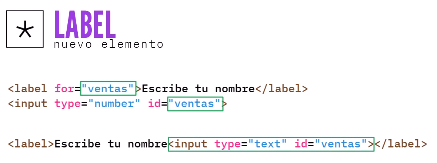 * LABEL
nuevo elemento
<label for="ventas">Escribe tu nombre</label>
<input type="number" id="ventas">
<label>Escribe tu nombre<input type="text" id="ventas"></label>